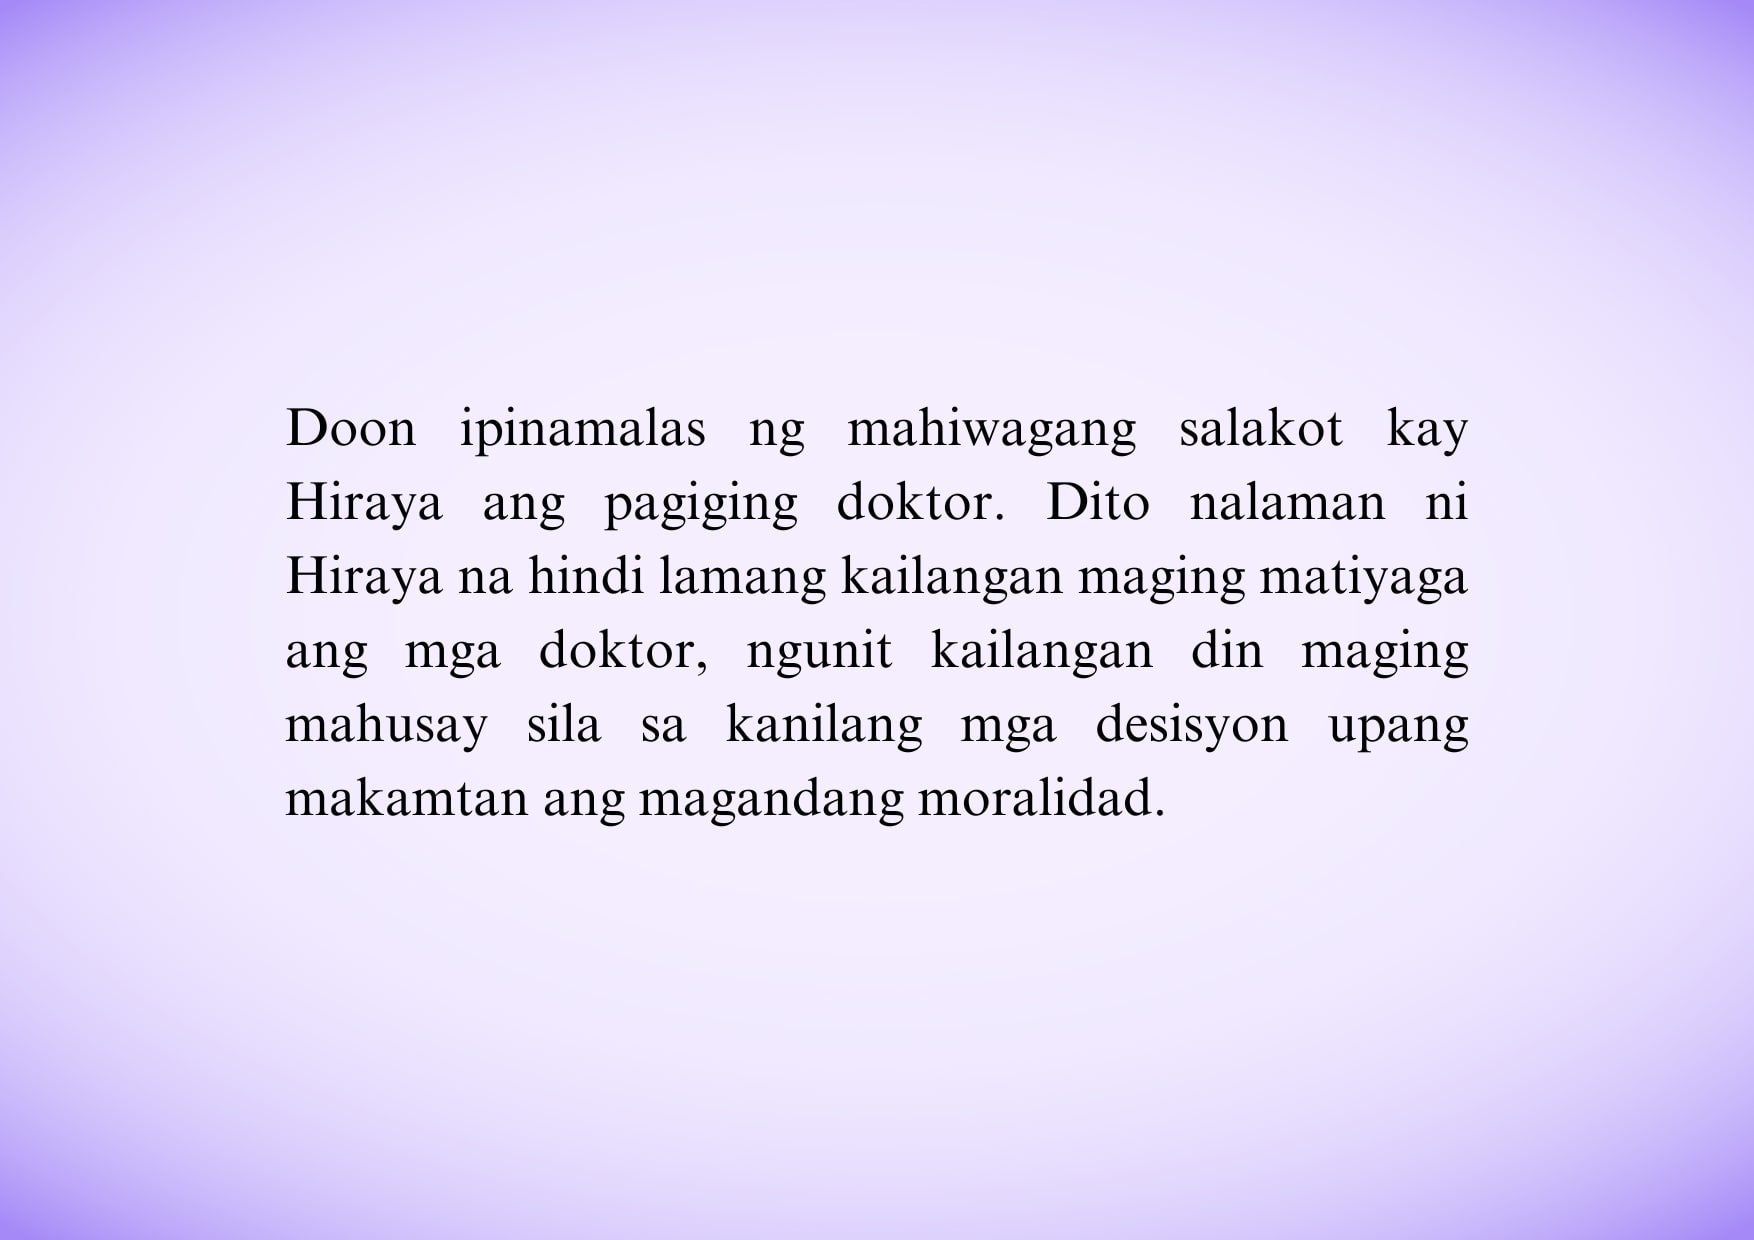 Doon ipinamalas ng mahiwagang salakot kay
Hiraya ang pagiging doktor. Dito nalaman ni
Hiraya na hindi lamang kailangan maging matiyaga
ang mga doktor, ngunit kailangan din maging
mahusay sila sa kanilang mga desisyon upang
makamtan ang magandang moralidad.